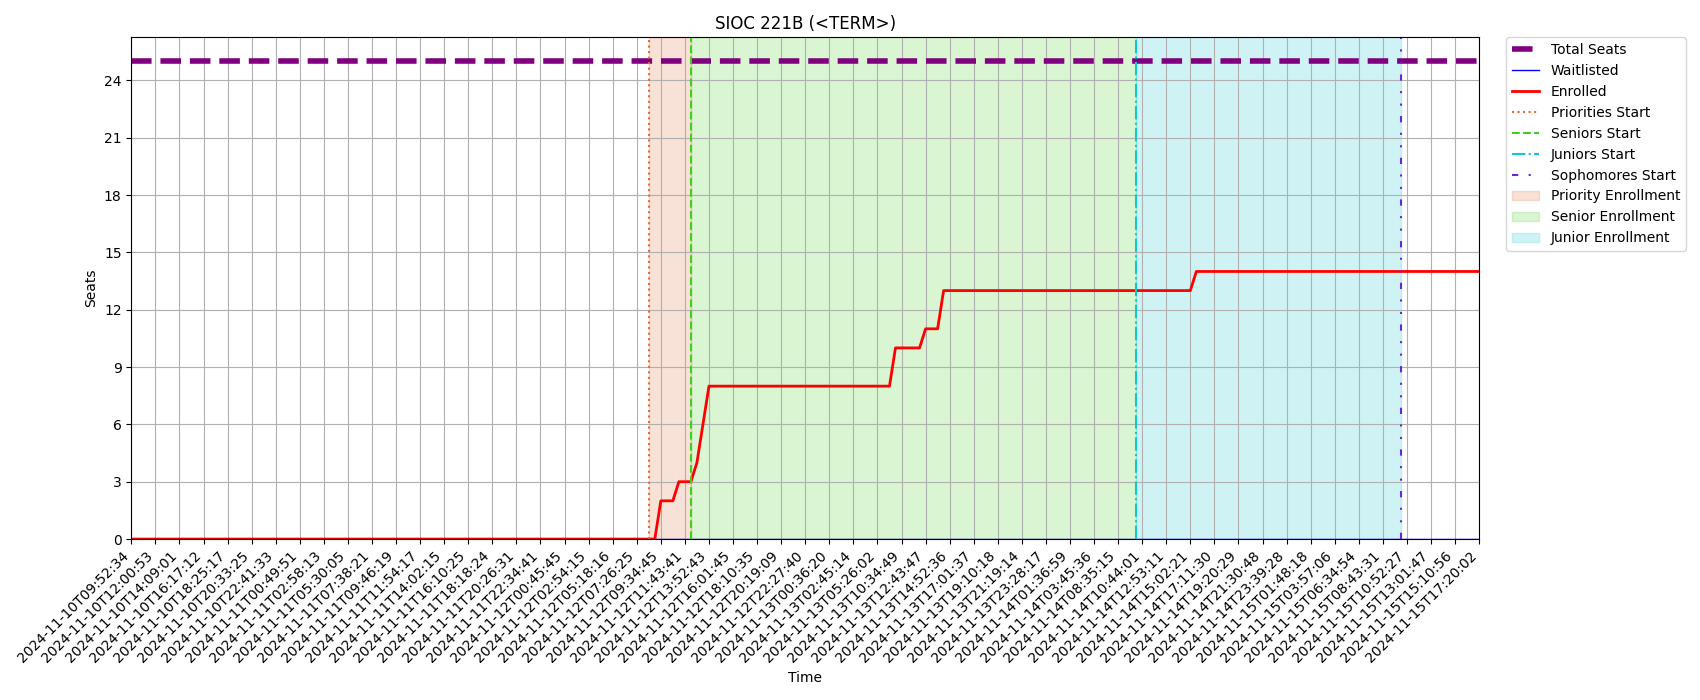 SIOC 221B (<TERM>)
Total Seats
Waitlisted
Enrolled
Priorities Start
Seniors Start
Juniors Start
Sophomores Start
Priority Enrollment
Senior Enrollment
Junior Enrollment
Seats
24
21
18
15
12
9
6
3
0
2024-11-10T09:52:34
2024-11-10T12:00:53
2024-11-10T14:09:01
2024-11-10T16:17:12
2024-11-10T18:25:17
2024-11-10T20:33:25
2024-11-10T22:41:33
2024-11-11T00:49:51
2024-11-11T02:58:13
2024-11-11T05:30:05
2024-11-11T07:38:21
2024-11-11T09:46:19
2024-11-11T11:54:17
2024-11-11T14:02:15
2024-11-11T16:10:25
2024-11-11T18:18:24
2024-11-11T20:26:31
2024-11-11T22:34:41
2024-11-12T00:45:45
2024-11-12T02:54:15
2024-11-12T05:18:16
2024-11-12T07:26:25
2024-11-12T09:34:45
2024-11-12T11:43:41
2024-11-12T13:52:43
2024-11-12T16:01:45
2024-11-12T18:10:35
2024-11-12T20:19:09
2024-11-12T22:27:40
2024-11-13T00:36:20
2024-11-13T02:45:14
2024-11-13T05:26:02
2024-11-13T10:34:49
2024-11-13T12:43:47
2024-11-13T14:52:36
2024-11-13T17:01:37
2024-11-13T19:10:18
2024-11-13T21:19:14
2024-11-13T23:28:17
2024-11-14T01:36:59
2024-11-14T03:45:36
2024-11-14T08:35:15
2024-11-14T10:44:01
2024-11-14T12:53:11
2024-11-14T15:02:21
2024-11-14T17:11:30
2024-11-14T19:20:29
2024-11-14T21:30:48
2024-11-14T23:39:28
2024-11-15T01:48:18
2024-11-15T03:57:06
2024-11-15T06:34:54
2024-11-15T08:43:31
2024-11-15T10:52:27
2024-11-15T13:01:47
2024-11-15T15:10:56
2024-11-15T17:20:02
Time